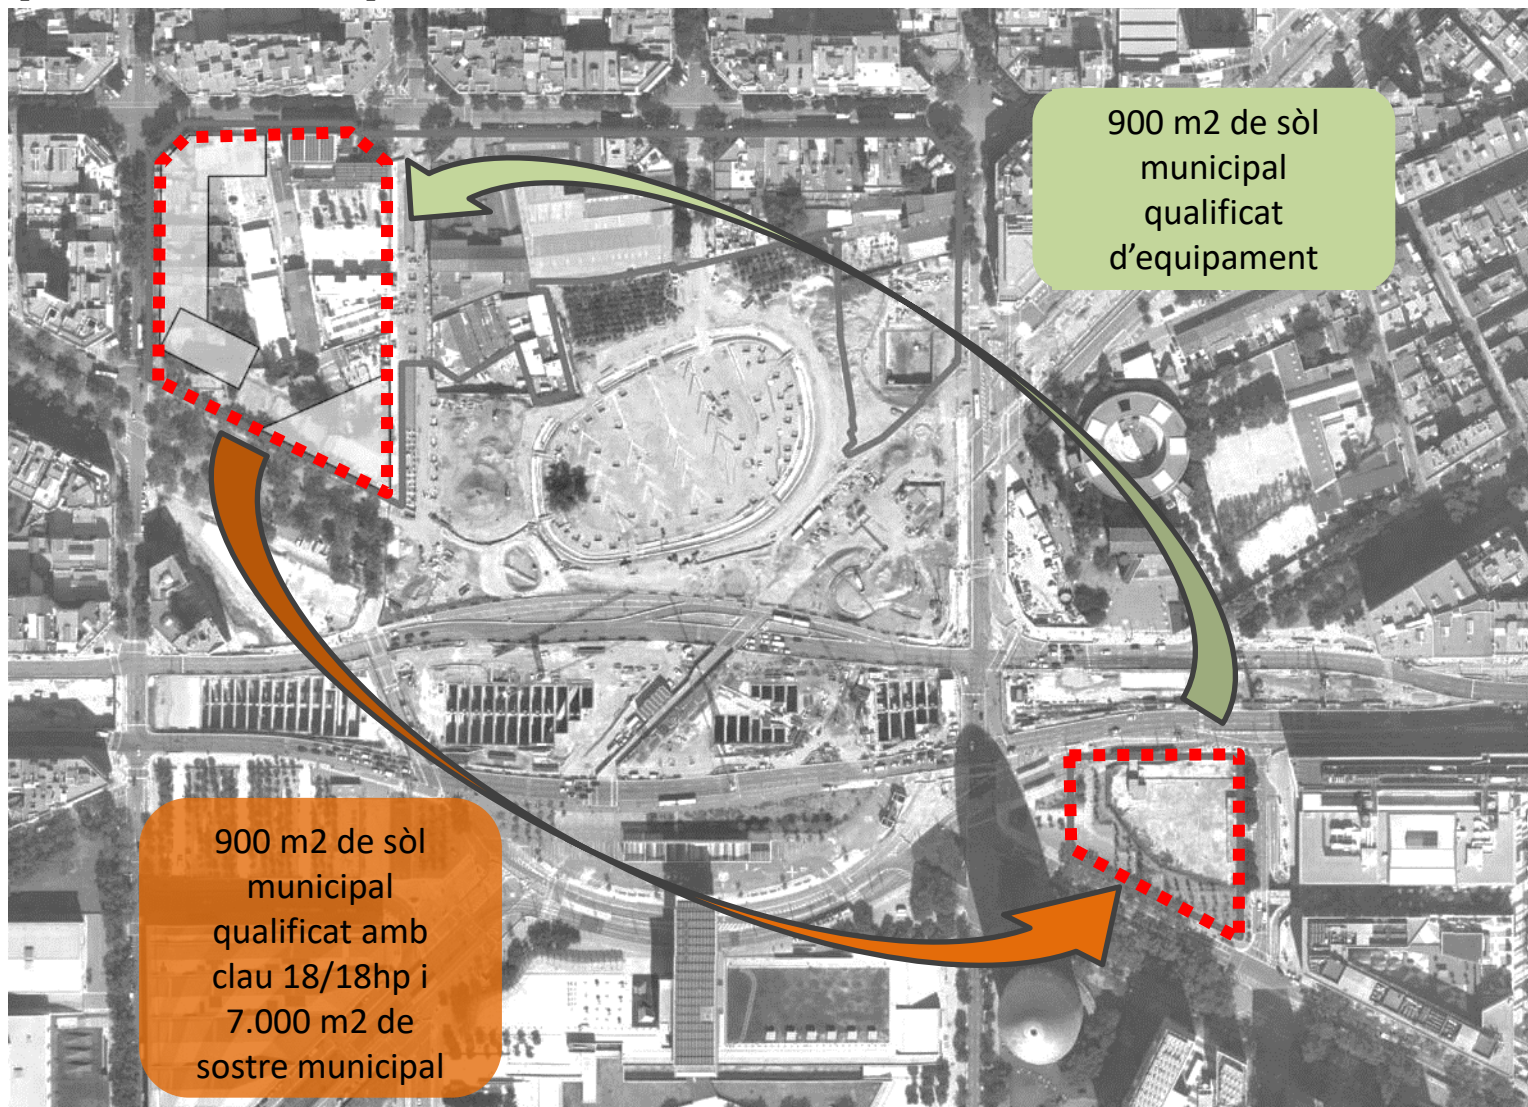 900 m2 de sòl
municipal
qualificat
d’equipament
900 m2 de sòl
municipal
qualificat amb
clau 18/18hp i
7.000 m2 de
sostre municipal